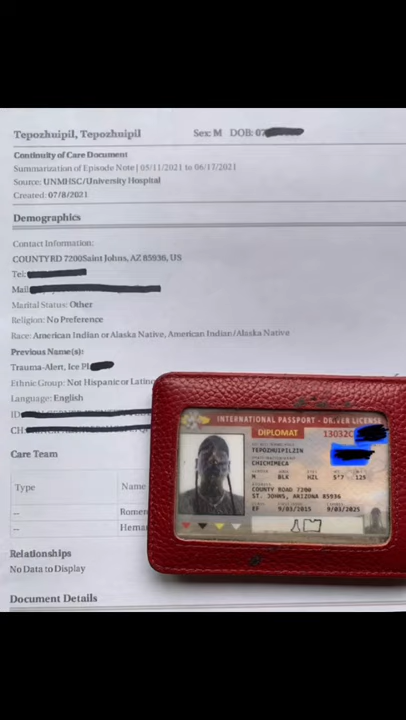 Tepozhuipil, Tepozhuipil Sex: M DOB: 07
Continuity of Care Document
Summarization of Episode Note | 05/11/2021 to 06/17/2021
Source: UNMHSC/University Hospital
Created: 07/8/2021
Demographics
Contact Information:
COUNTYRD 7200Saint Johns, AZ 85936, US
Tel:
Mail
Marital Status: Other
Religion: No Preference
Race: American Indian or Alaska Native, American Indian/Alaska Native
Previous Name(s):
Trauma-Alert, Ice Pl
Ethnic Group: Not Hispanic or Latino
Language: English
ID:
CH
Care Team
Type Name
-- Romer
-- Hema
Relationships
No Data to Display
Document Details
INTERNATIONAL PASSPORT - DRIVER LICENSE
DIPLOMAT 13032C
TEPOZHUIPILZIN
CHICHIMECA
M BLK HZL 5'7 125
COUNTY ROAD 7200
ST. JOHNS, ARIZONA 85936
9/03/2015 9/03/2025